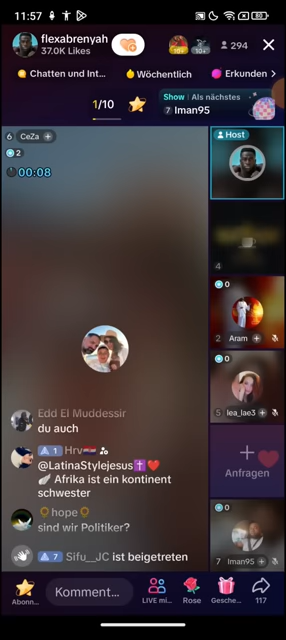 11:57
60
flexabrenyah
37.0K Likes
10+
10+
294
Chatten und Int...
Wöchentlich
Erkunden
1/10
Show
Als nächstes
7 Iman95
6 CeZa +
2
00:08
Host
4
0
2 Aram +
0
5 lea_lae3 +
Anfragen
0
7 Iman95 +
Edd El Muddessir
du auch
1 Hrv
@LatinaStylejesus✝️❤️
🪽 Afrika ist ein kontinent
schwester
🌻hope🌻
sind wir Politiker?
7 Sifu__JC ist beigetreten
Abonn...
Komment...
LIVE mi...
Rose
Gesche...
117